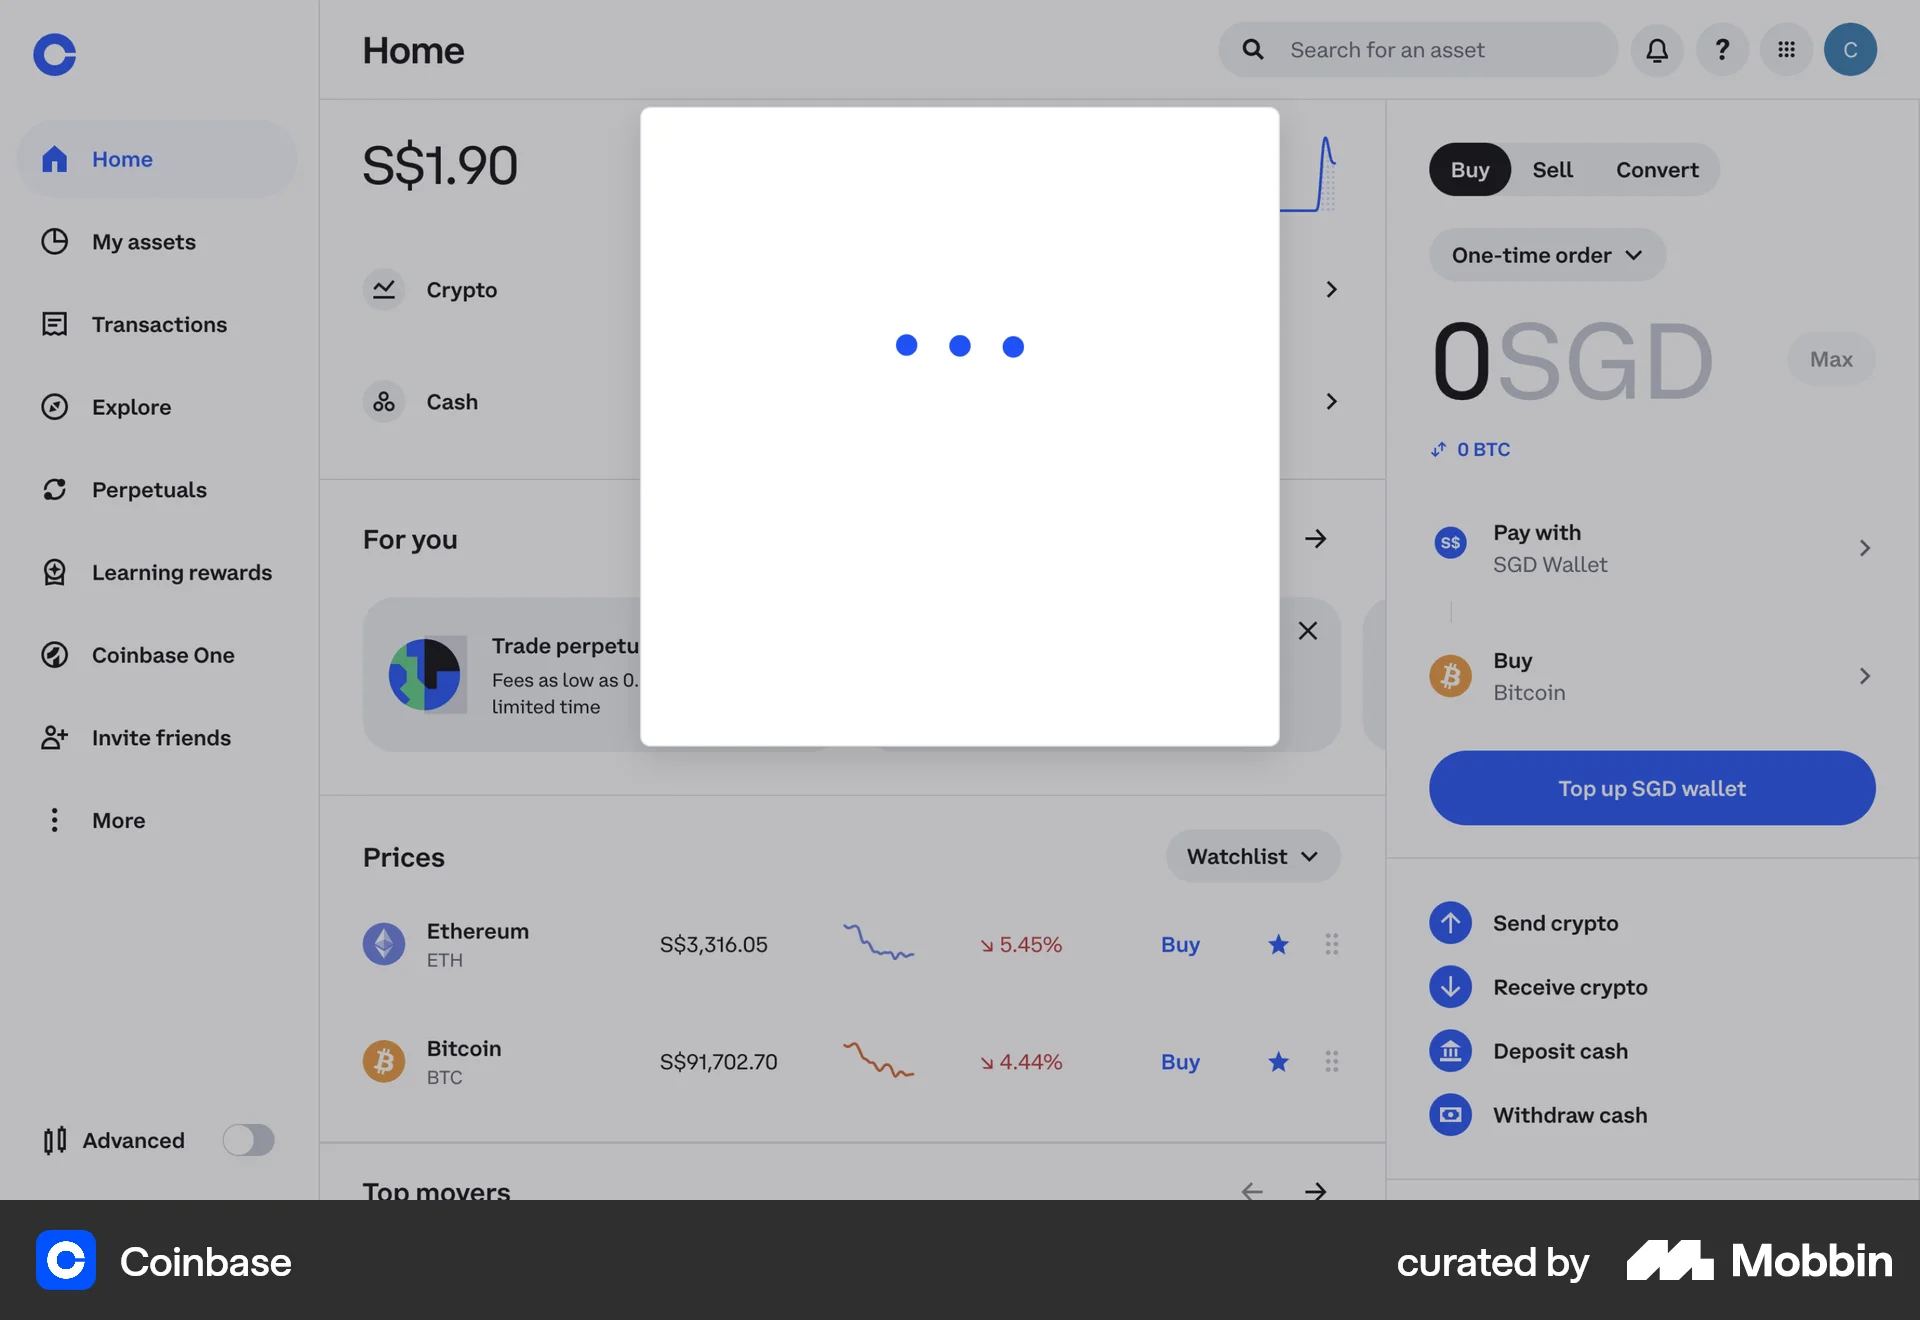 Home
Search for an asset
?
C
Home
My assets
Transactions
Explore
Perpetuals
Learning rewards
Coinbase One
Invite friends
More
Advanced
S$1.90
Crypto
Cash
For you
Trade perpetu
Fees as low as 0.
limited time
Prices
Watchlist
Ethereum
ETH
S$3,316.05
5.45%
Buy
Bitcoin
BTC
S$91,702.70
4.44%
Buy
Top movers
Buy Sell Convert
One-time order
0SGD
Max
0 BTC
S$
Pay with
SGD Wallet
Buy
Bitcoin
Top up SGD wallet
Send crypto
Receive crypto
Deposit cash
Withdraw cash
Coinbase
curated by Mobbin